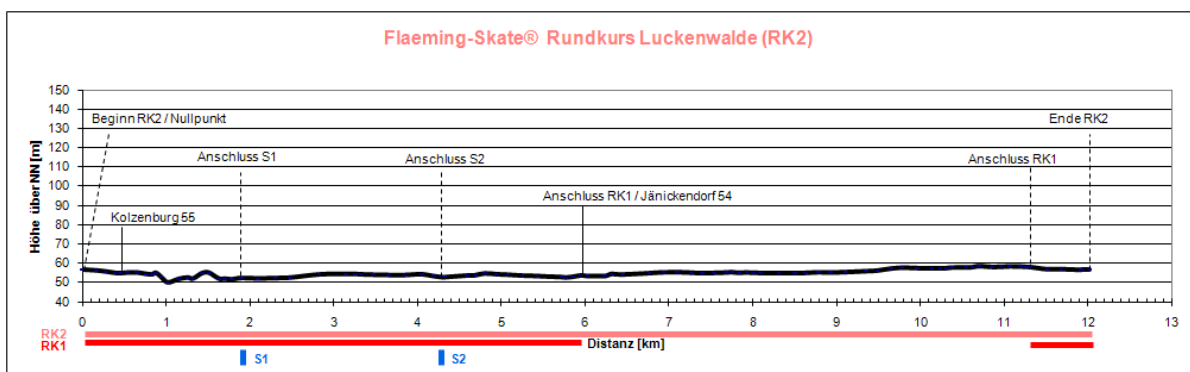 Flaeming-Skate® Rundkurs Luckenwalde (RK2)
150
140
130
120
110
100
90
80
70
60
50
40
Höhe über NN [m]
Beginn RK2 / Nullpunkt
Ende RK2
Anschluss S1
Anschluss S2
Anschluss RK1
Anschluss RK1 / Jänickendorf 54
Kolzenburg 55
0 1 2 3 4 5 6 7 8 9 10 11 12 13
RK2
RK1
Distanz [km]
S1
S2